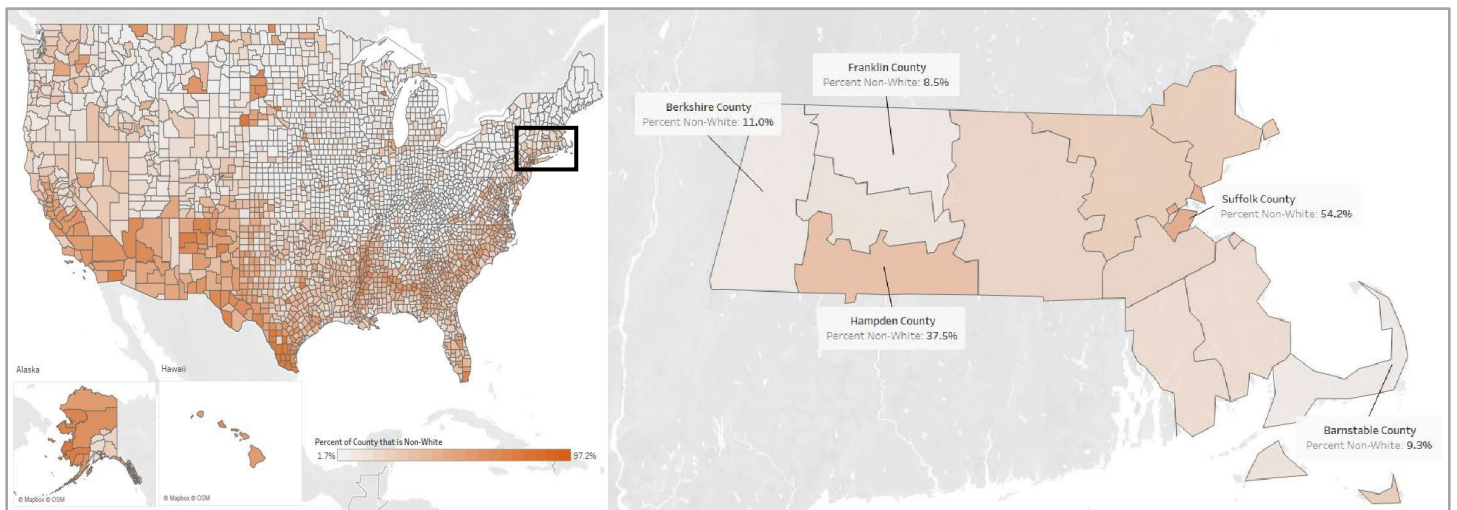 Alaska
Hawaii
© Mapbox © OSM
© Mapbox © OSM
Percent of County that is Non-White
1.7%
97.2%
Franklin County
Percent Non-White: 8.5%
Berkshire County
Percent Non-White: 11.0%
Suffolk County
Percent Non-White: 54.2%
Hampden County
Percent Non-White: 37.5%
Barnstable County
Percent Non-White: 9.3%